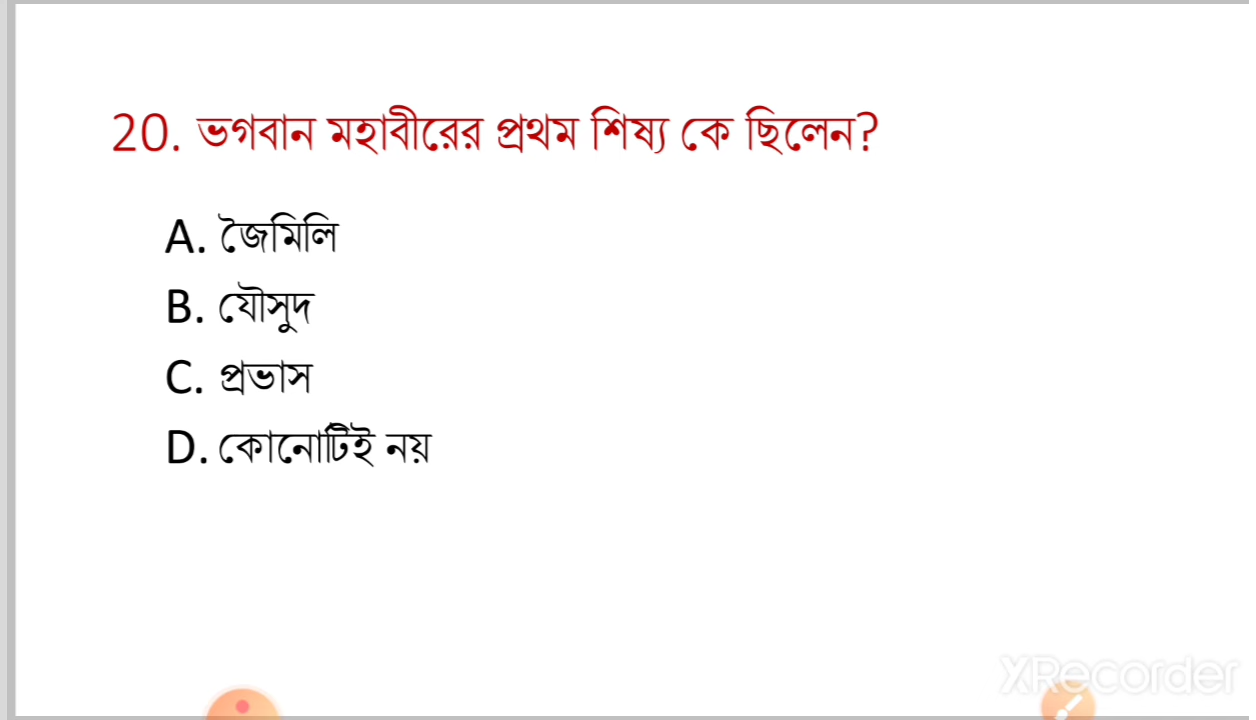 20. ভগবান মহাবীরের প্রথম শিষ্য কে ছিলেন?
A. জৈমিলি
B. যৌসুদ
C. প্রভাস
D. কোনোটিই নয়
XRecorder